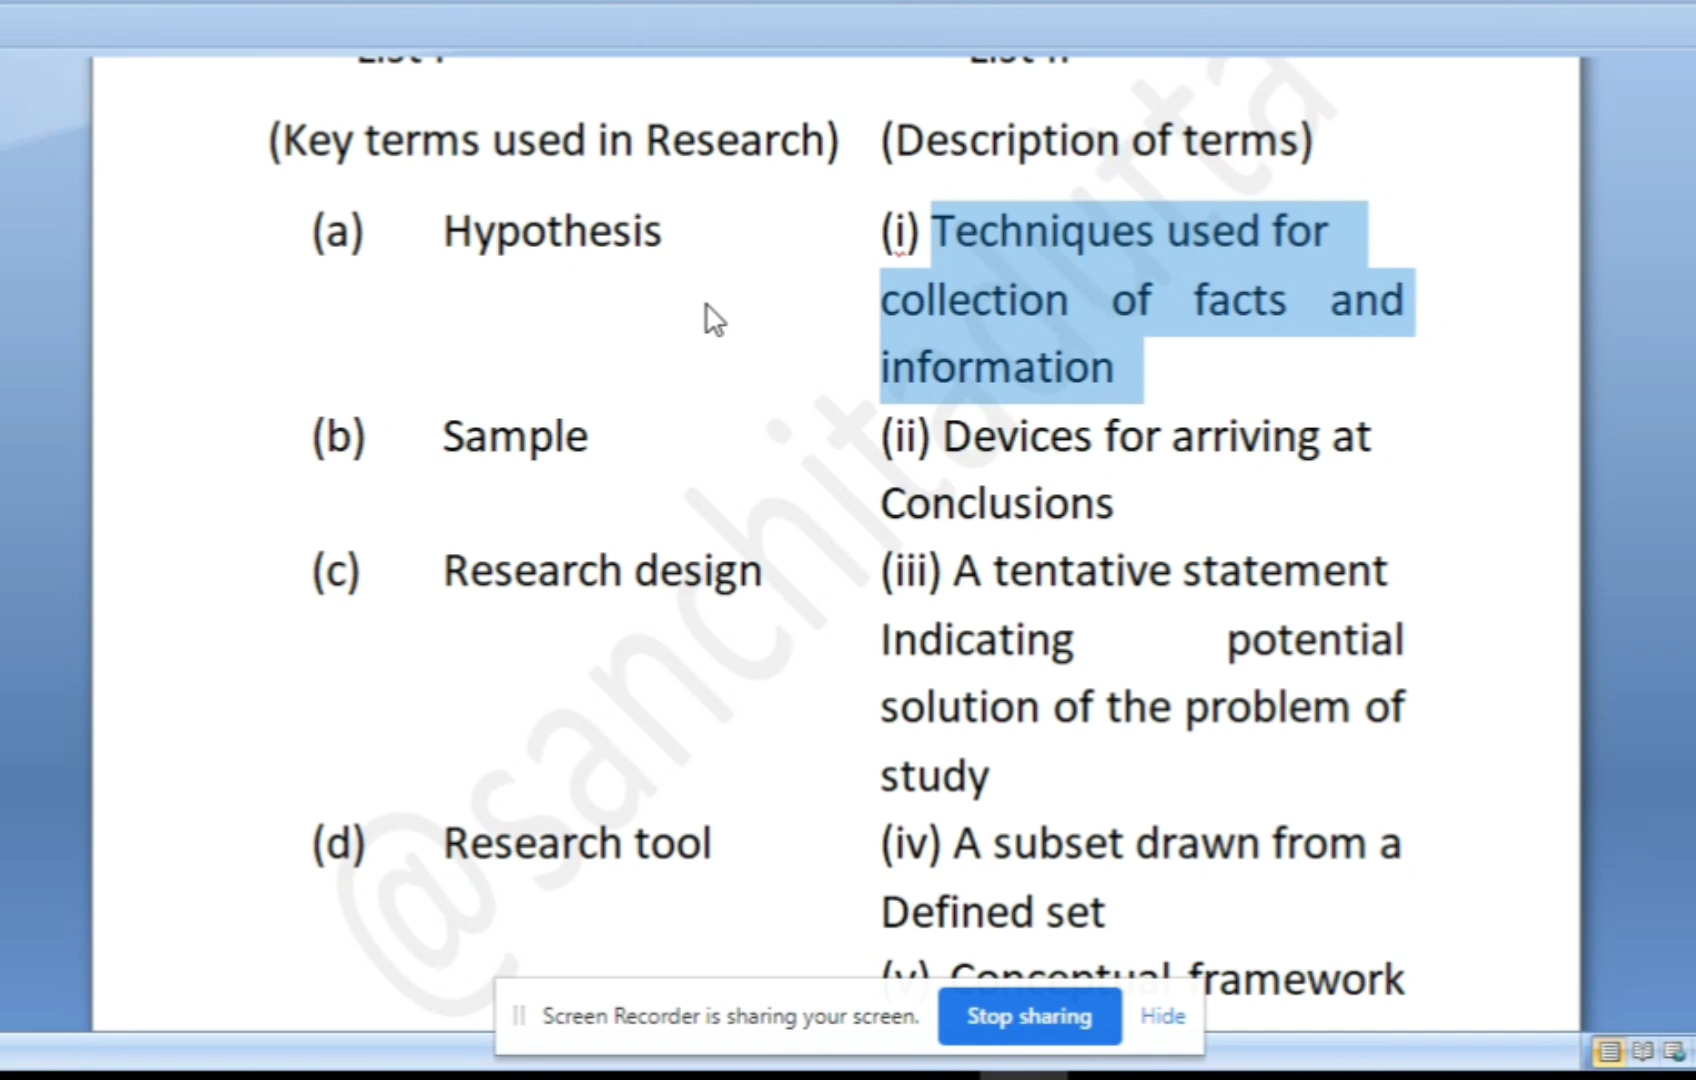 (Key terms used in Research) (Description of terms)
(a) Hypothesis (i) Techniques used for
collection of facts and
information
(b) Sample (ii) Devices for arriving at
Conclusions
(c) Research design (iii) A tentative statement
Indicating potential
solution of the problem of
study
(d) Research tool (iv) A subset drawn from a
Defined set
(v) Conceptual framework
Screen Recorder is sharing your screen. Stop sharing Hide
@sanchitadutta